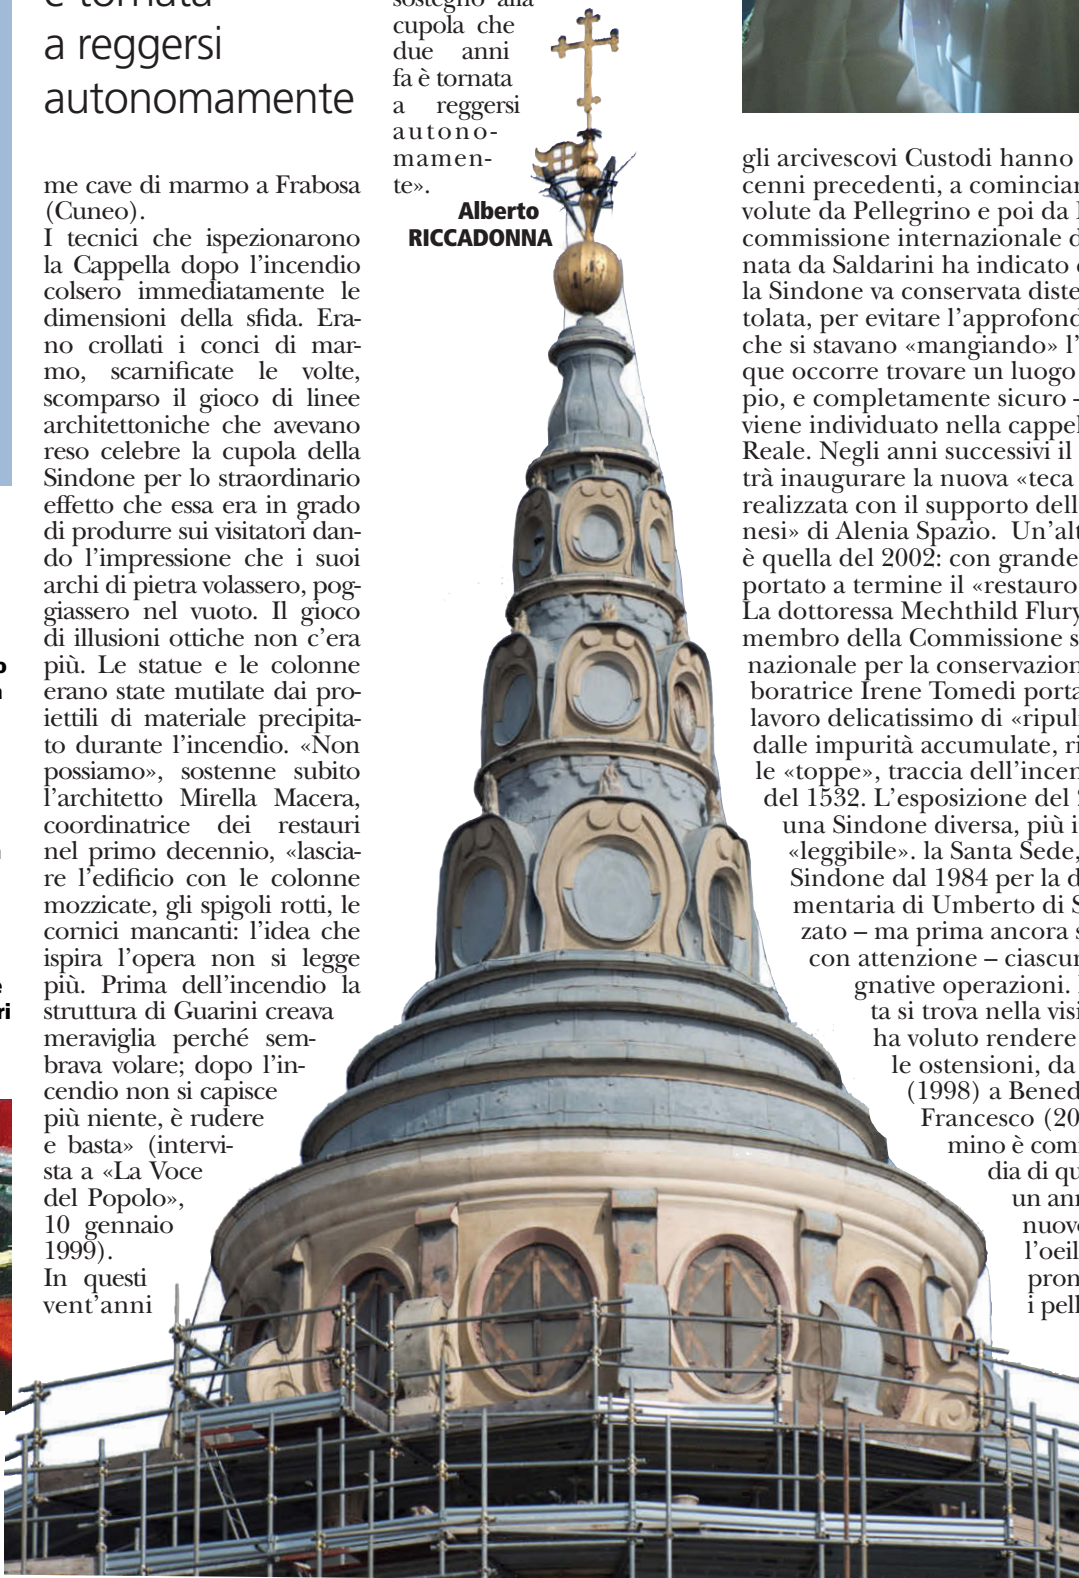 a reggersi
autonomamente
me cave di marmo a Frabosa
(Cuneo).
I tecnici che ispezionarono
la Cappella dopo l'incendio
colsero immediatamente le
dimensioni della sfida. Era-
no crollati i conci di mar-
mo, scarnificate le volte,
scomparso il gioco di linee
architettoniche che avevano
reso celebre la cupola della
Sindone per lo straordinario
effetto che essa era in grado
di produrre sui visitatori dan-
do l'impressione che i suoi
archi di pietra volassero, pog-
giassero nel vuoto. Il gioco
di illusioni ottiche non c'era
più. Le statue e le colonne
erano state mutilate dai pro-
iettili di materiale precipita-
to durante l'incendio. «Non
possiamo», sostenne subito
l'architetto Mirella Macera,
coordinatrice dei restauri
nel primo decennio, «lascia-
re l'edificio con le colonne
mozzicate, gli spigoli rotti, le
cornici mancanti: l'idea che
ispira l'opera non si legge
più. Prima dell'incendio la
struttura di Guarini creava
meraviglia perché sem-
brava volare; dopo l'in-
cendio non si capisce
più niente, è rudere
e basta» (intervi-
sta a «La Voce
del Popolo»,
10 gennaio
1999).
In questi
vent'anni
sostegno alla
cupola che
due anni
fa è tornata
a reggersi
autono-
mamen-
te».
Alberto
RICCADONNA
gli arcivescovi Custodi hanno
cenni precedenti, a cominciar
volute da Pellegrino e poi da
commissione internazionale
nata da Saldarini ha indicato
la Sindone va conservata diste
tolata, per evitare l'approfond
che si stavano «mangiando» l'
que occorre trovare un luogo
pio, e completamente sicuro –
viene individuato nella cappel
Reale. Negli anni successivi il
trà inaugurare la nuova «teca
realizzata con il supporto dell
nesi» di Alenia Spazio. Un'alt
è quella del 2002: con grande
portato a termine il «restauro
La dottoressa Mechthild Flury
membro della Commissione s
nazionale per la conservazion
boratrice Irene Tomedi porta
lavoro delicatissimo di «ripuli
dalle impurità accumulate, ri
le «toppe», traccia dell'incen
del 1532. L'esposizione del
una Sindone diversa, più i
«leggibile». la Santa Sede,
Sindone dal 1984 per la d
mentaria di Umberto di S
zato – ma prima ancora s
con attenzione – ciascun
gnative operazioni.
ta si trova nella visi
ha voluto rendere
le ostensioni, da
(1998) a Bened
Francesco (20
mino è com
dia di qu
un ann
nuove
l'oeil
pron
i pell